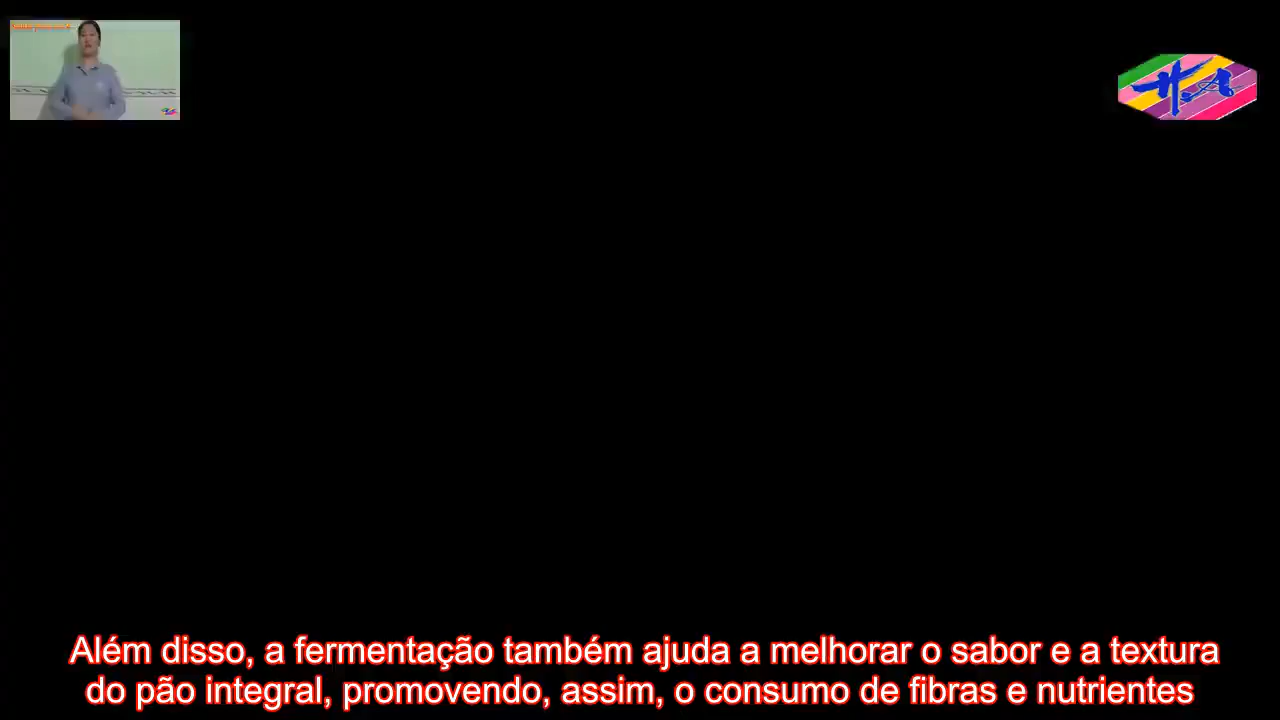 Além disso, a fermentação também ajuda a melhorar o sabor e a textura
do pão integral, promovendo, assim, o consumo de fibras e nutrientes